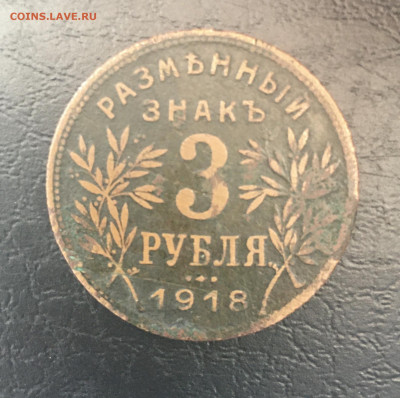 COINS.LAVE.RU
РАЗМѢННЫЙ
ЗНАКЪ
3
РУБЛЯ
1918